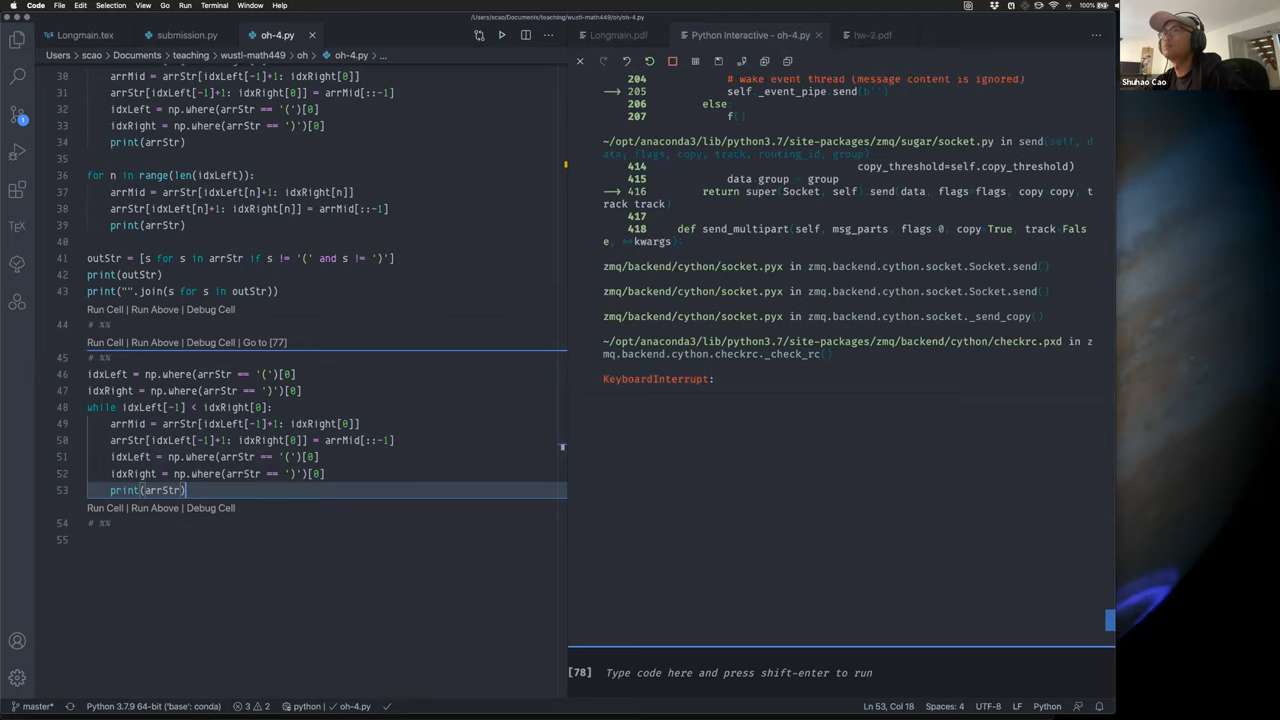 Code File Edit Selection View Go Run Terminal Window Help
100%
/Users/scao/Documents/teaching/wustl-math449/oh/oh-4.py
Longmain.tex submission.py oh-4.py
Users > scao > Documents > teaching > wustl-math449 > oh > oh-4.py > ...
30 arrMid = arrStr[idxLeft[-1]+1: idxRight[0]]
31 arrStr[idxLeft[-1]+1: idxRight[0]] = arrMid[::-1]
32 idxLeft = np.where(arrStr == '(')[0]
33 idxRight = np.where(arrStr == ')')[0]
34 print(arrStr)
35
36 for n in range(len(idxLeft)):
37 arrMid = arrStr[idxLeft[n]+1: idxRight[n]]
38 arrStr[idxLeft[n]+1: idxRight[n]] = arrMid[::-1]
39 print(arrStr)
40
41 outStr = [s for s in arrStr if s != '(' and s != ')']
42 print(outStr)
43 print("".join(s for s in outStr))
Run Cell | Run Above | Debug Cell
44 # %%
Run Cell | Run Above | Debug Cell | Go to [77]
45 # %%
46 idxLeft = np.where(arrStr == '(')[0]
47 idxRight = np.where(arrStr == ')')[0]
48 while idxLeft[-1] < idxRight[0]:
49 arrMid = arrStr[idxLeft[-1]+1: idxRight[0]]
50 arrStr[idxLeft[-1]+1: idxRight[0]] = arrMid[::-1]
51 idxLeft = np.where(arrStr == '(')[0]
52 idxRight = np.where(arrStr == ')')[0]
53 print(arrStr)
Run Cell | Run Above | Debug Cell
54 # %%
55
Longmain.pdf Python Interactive - oh-4.py hw-2.pdf
204 # wake event thread (message content is ignored)
205 self _event_pipe.send(b'')
206 else:
207 f()
~/opt/anaconda3/lib/python3.7/site-packages/zmq/sugar/socket.py in send(self, d
ata, flags, copy, track, routing_id, group)
414 copy_threshold=self.copy_threshold)
415 data group = group
416 return super(Socket, self).send(data, flags=flags, copy=copy, t
rack track)
417
418 def send_multipart(self, msg_parts, flags=0, copy=True, track=Fals
e, **kwargs):
zmq/backend/cython/socket.pyx in zmq.backend.cython.socket.Socket.send()
zmq/backend/cython/socket.pyx in zmq.backend.cython.socket.Socket.send()
zmq/backend/cython/socket.pyx in zmq.backend.cython.socket._send_copy()
~/opt/anaconda3/lib/python3.7/site-packages/zmq/backend/cython/checkrc.pxd in z
mq.backend.cython.checkrc._check_rc()
KeyboardInterrupt:
[78] Type code here and press shift-enter to run
Shuhao Cao
master* Python 3.7.9 64-bit ('base': conda) 3 2 python | oh-4.py Ln 53, Col 18 Spaces: 4 UTF-8 LF Python